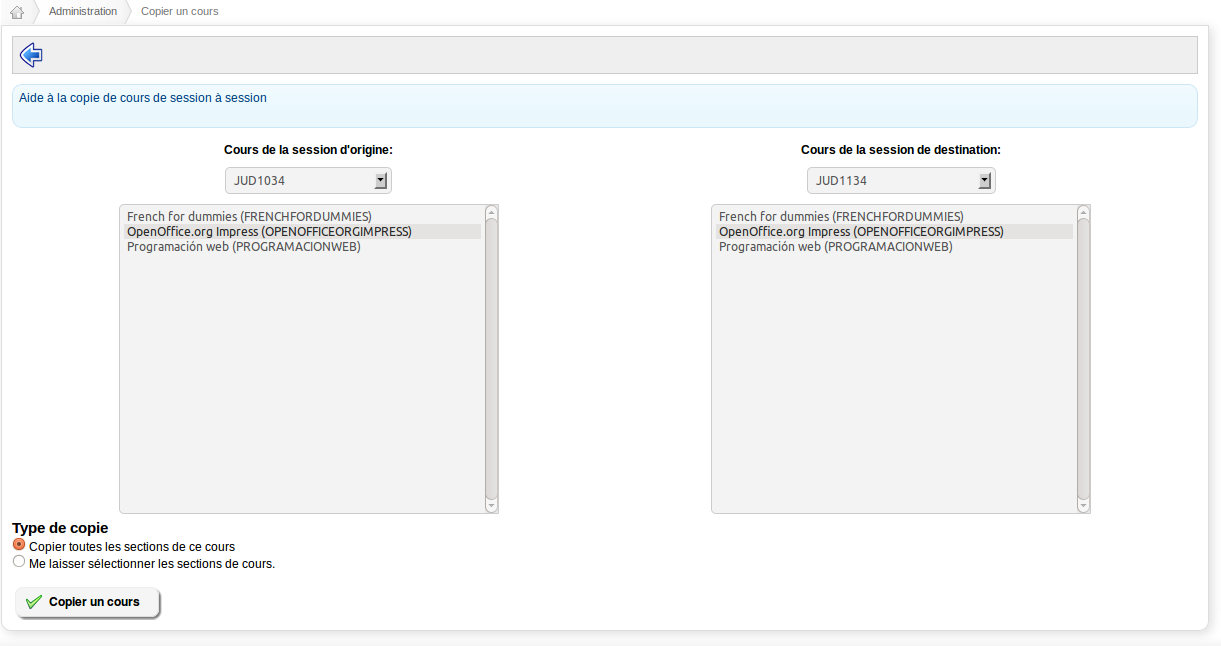 Administration Copier un cours
Aide à la copie de cours de session à session
Cours de la session d'origine: Cours de la session de destination:
JUD1034 JUD1134
French for dummies (FRENCHFORDUMMIES) French for dummies (FRENCHFORDUMMIES)
OpenOffice.org Impress (OPENOFFICEORGIMPRESS) OpenOffice.org Impress (OPENOFFICEORGIMPRESS)
Programación web (PROGRAMACIONWEB) Programación web (PROGRAMACIONWEB)
Type de copie
Copier toutes les sections de ce cours
Me laisser sélectionner les sections de cours.
Copier un cours